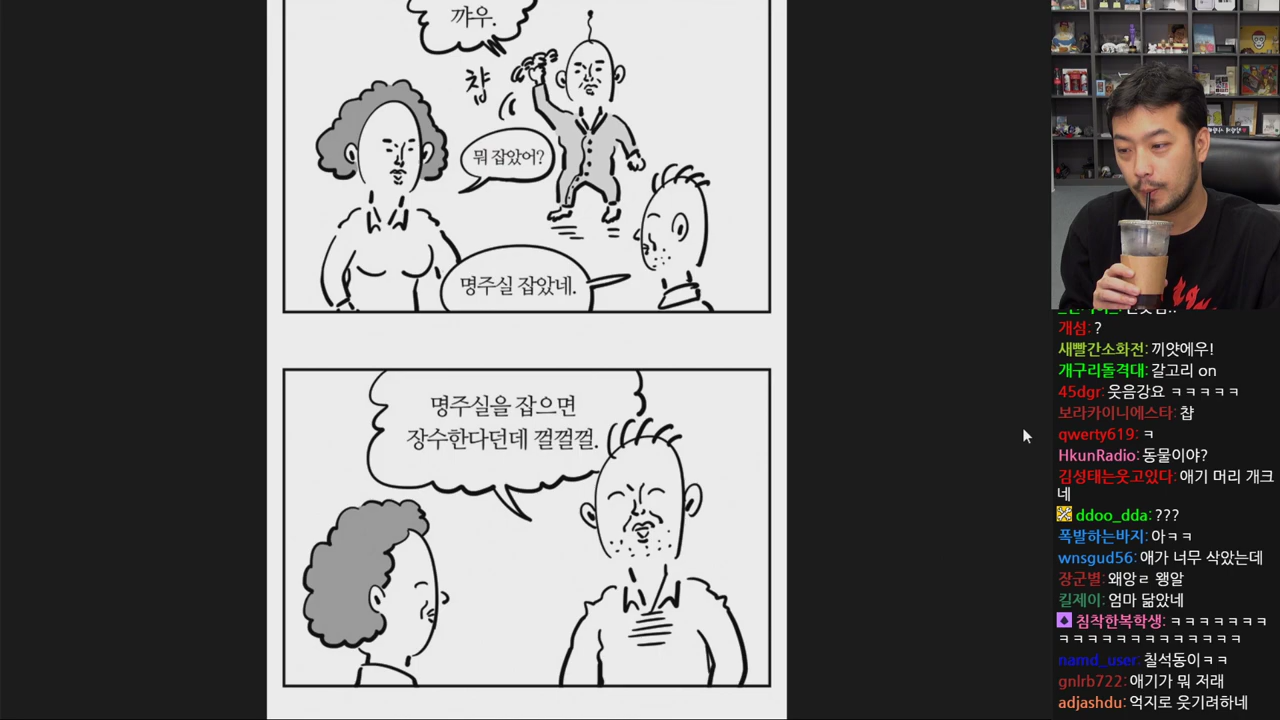 꺄우.
챱
뭐 잡았어?
명주실 잡았네.
명주실을 잡으면
장수한다던데 껄껄껄.
개섬: ?
새빨간소화전: 끼얏에우!
개구리돌격대: 갈고리 on
45dgr: 웃음강요 ㅋㅋㅋㅋㅋ
보라카이니에스타: 챱
qwerty619: ㅋ
HkunRadio: 동물이야?
김성태는웃고있다: 애기 머리 개크
네
ddoo_dda: ???
폭발하는바지: 아ㅋㅋ
wnsgud56: 애가 너무 삭았는데
장군별: 왜앙ㄹ 왱알
킬제이: 엄마 닮았네
침착한복학생: ㅋㅋㅋㅋㅋㅋㅋ
ㅋㅋㅋㅋㅋㅋㅋㅋㅋㅋㅋㅋㅋ
namd_user: 칠석동이ㅋㅋ
gnlrb722: 애기가 뭐 저래
adjashdu: 억지로 웃기려하네